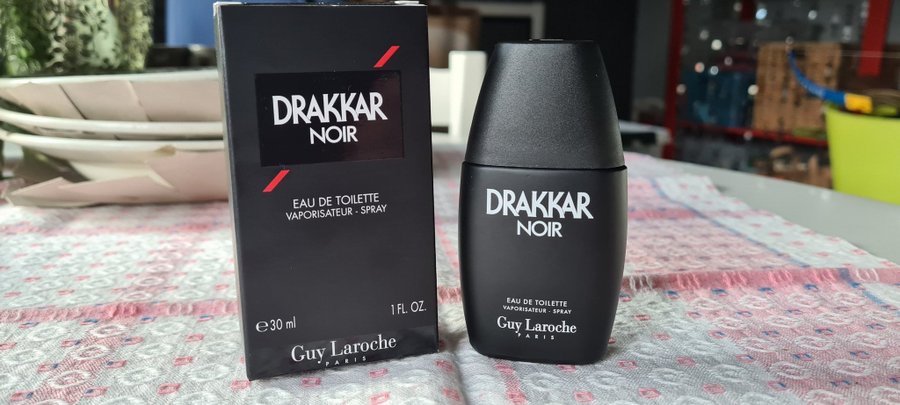 DRAKKAR
NOIR
EAU DE TOILETTE
VAPORISATEUR - SPRAY
1 FL. OZ.
e 30 ml
Guy Laroche
PARIS
DRAKKAR
NOIR
EAU DE TOILETTE
VAPORISATEUR - SPRAY
Guy Laroche
PARIS